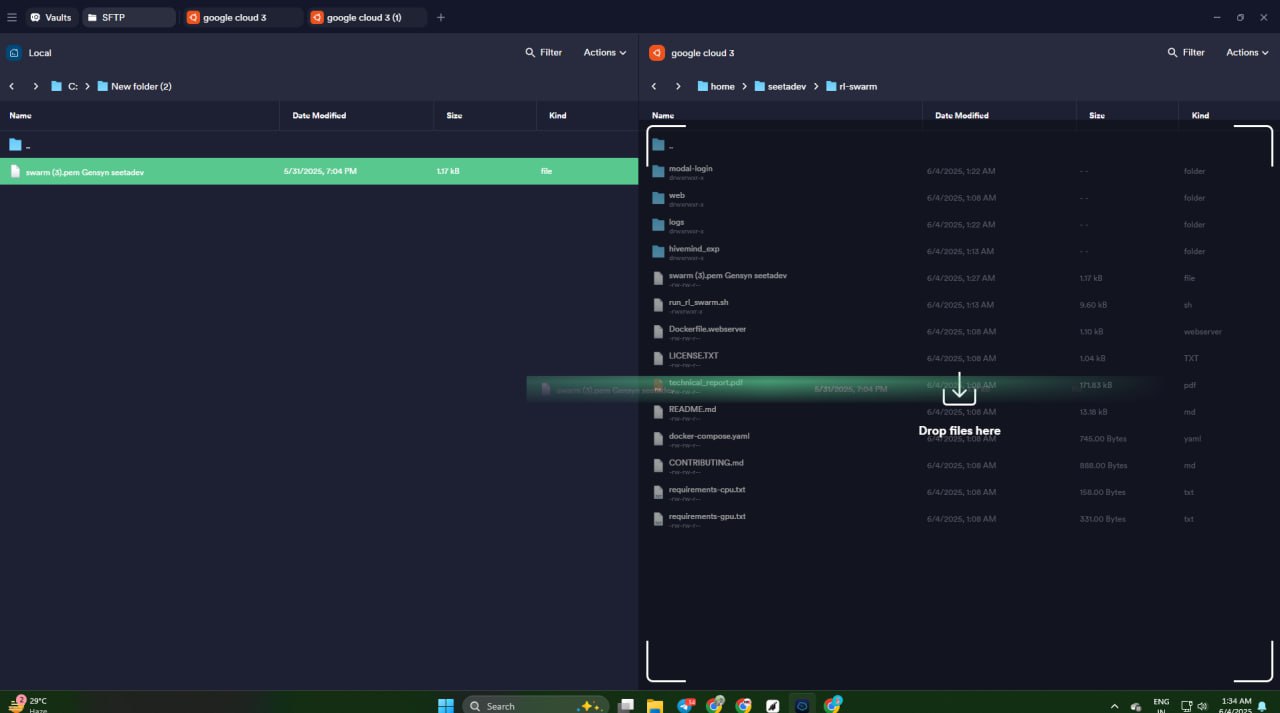 Vaults SFTP google cloud 3 google cloud 3 (1)
Local Filter Actions
C: New folder (2)
Name Date Modified Size Kind
..
swarm (3).pem Gensyn seetadev 5/31/2025, 7:04 PM 1.17 kB file
google cloud 3 Filter Actions
home seetadev rl-swarm
Name Date Modified Size Kind
..
modal-login 6/4/2025, 1:22 AM - - folder
drwxrwxr-x
web 6/4/2025, 1:08 AM - - folder
drwxrwxr-x
logs 6/4/2025, 1:22 AM - - folder
drwxrwxr-x
hivemind_exp 6/4/2025, 1:13 AM - - folder
drwxrwxr-x
swarm (3).pem Gensyn seetadev 6/4/2025, 1:27 AM 1.17 kB file
-rw-rw-r--
run_rl_swarm.sh 6/4/2025, 1:13 AM 9.60 kB sh
-rwxrwxr-x
Dockerfile.webserver 6/4/2025, 1:08 AM 1.10 kB webserver
-rw-rw-r--
LICENSE.TXT 6/4/2025, 1:08 AM 1.04 kB TXT
-rw-rw-r--
technical_report.pdf 6/4/2025, 1:08 AM 171.83 kB pdf
swarm (3).pem Gensyn seetadev 5/31/2025, 7:04 PM
README.md 6/4/2025, 1:08 AM 13.18 kB md
-rw-rw-r--
Drop files here
docker-compose.yaml 6/4/2025, 1:08 AM 745.00 Bytes yaml
-rw-rw-r--
CONTRIBUTING.md 6/4/2025, 1:08 AM 888.00 Bytes md
-rw-rw-r--
requirements-cpu.txt 6/4/2025, 1:08 AM 158.00 Bytes txt
-rw-rw-r--
requirements-gpu.txt 6/4/2025, 1:08 AM 331.00 Bytes txt
-rw-rw-r--
2 29°C
Haze
Search
14
ENG
IN
1:34 AM
6/4/2025